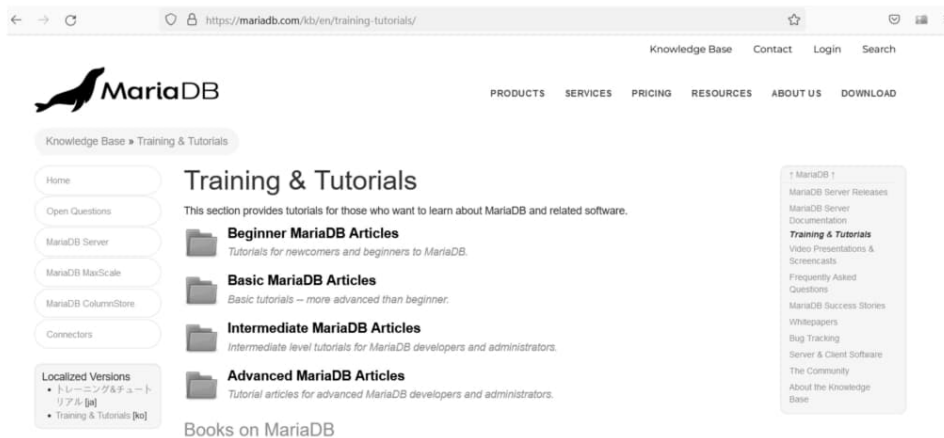 https://mariadb.com/kb/en/training-tutorials/
Knowledge Base Contact Login Search
MariaDB
PRODUCTS SERVICES PRICING RESOURCES ABOUT US DOWNLOAD
Knowledge Base » Training & Tutorials
Home
Open Questions
MariaDB Server
MariaDB MaxScale
MariaDB ColumnStore
Connectors
Localized Versions
• トレーニング&チュート
リアル [ja]
• Training & Tutorials [ko]
Training & Tutorials
This section provides tutorials for those who want to learn about MariaDB and related software.
Beginner MariaDB Articles
Tutorials for newcomers and beginners to MariaDB.
Basic MariaDB Articles
Basic tutorials -- more advanced than beginner.
Intermediate MariaDB Articles
Intermediate level tutorials for MariaDB developers and administrators.
Advanced MariaDB Articles
Tutorial articles for advanced MariaDB developers and administrators.
Books on MariaDB
↑ MariaDB ↑
MariaDB Server Releases
MariaDB Server
Documentation
Training & Tutorials
Video Presentations &
Screencasts
Frequently Asked
Questions
MariaDB Success Stories
Whitepapers
Bug Tracking
Server & Client Software
The Community
About the Knowledge
Base